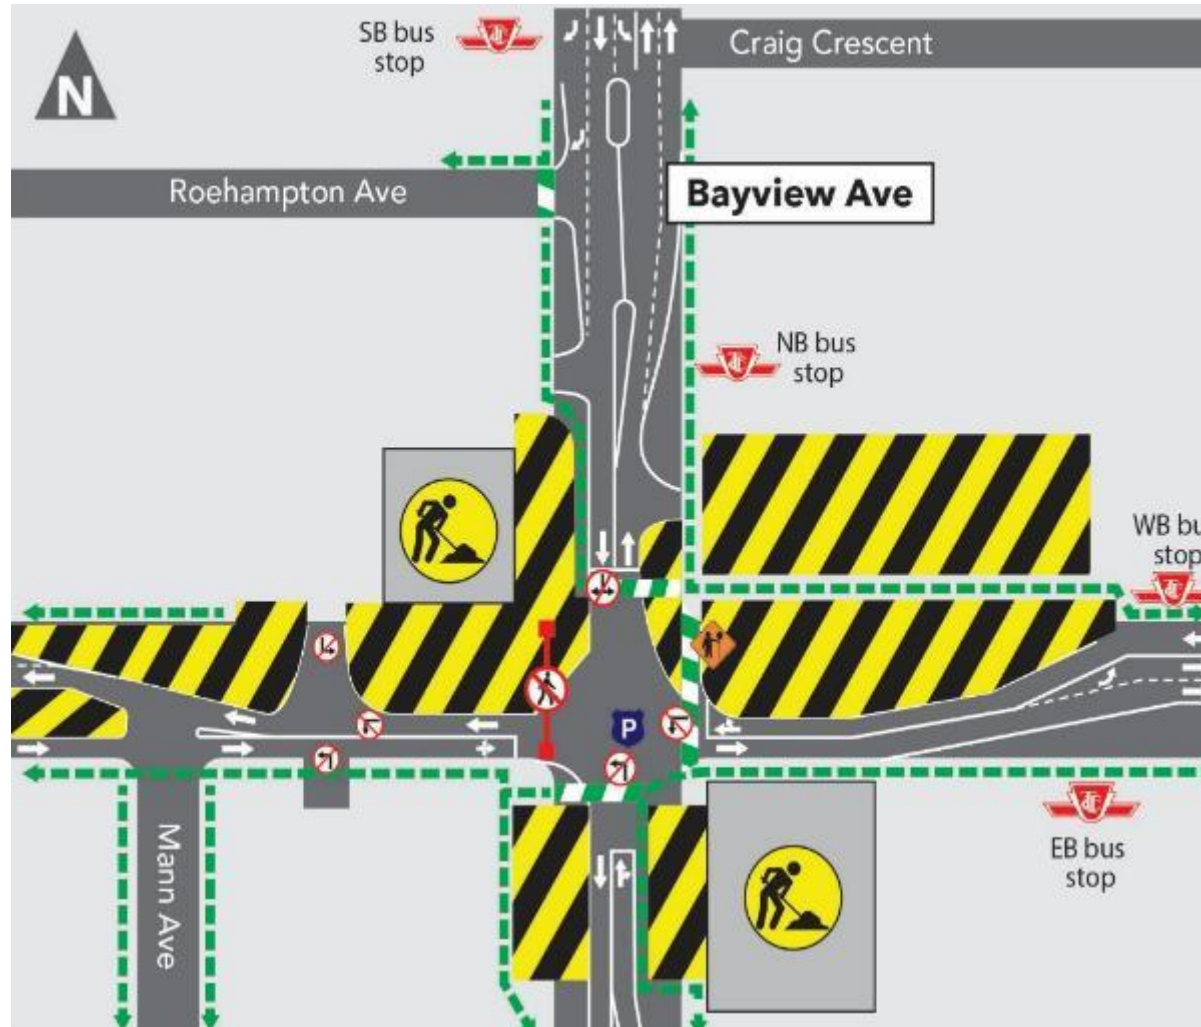 SB bus
stop
Craig Crescent
N
Roehampton Ave
Bayview Ave
NB bus
stop
WB bu
stop
P
EB bus
stop
Mann Ave